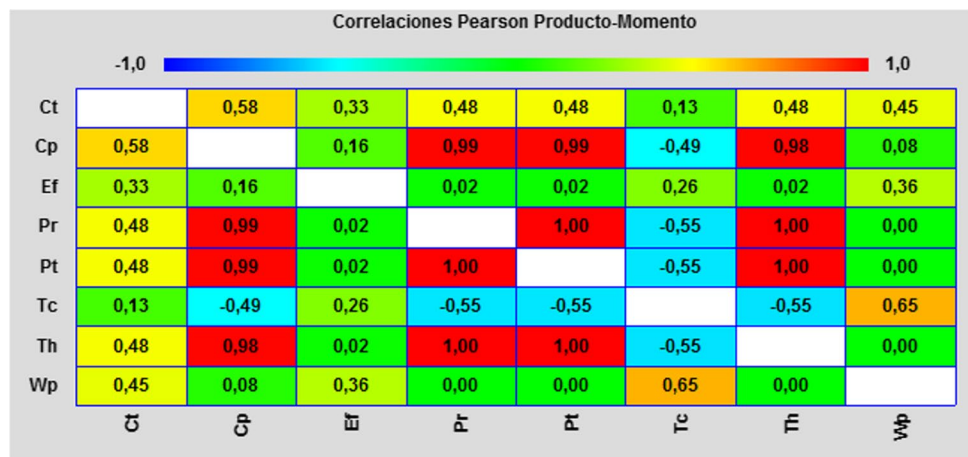 Correlaciones Pearson Producto-Momento
-1,0 1,0
Ct 0,58 0,33 0,48 0,48 0,13 0,48 0,45
Cp 0,58 0,16 0,99 0,99 -0,49 0,98 0,08
Ef 0,33 0,16 0,02 0,02 0,26 0,02 0,36
Pr 0,48 0,99 0,02 1,00 -0,55 1,00 0,00
Pt 0,48 0,99 0,02 1,00 -0,55 1,00 0,00
Tc 0,13 -0,49 0,26 -0,55 -0,55 -0,55 0,65
Th 0,48 0,98 0,02 1,00 1,00 -0,55 0,00
Wp 0,45 0,08 0,36 0,00 0,00 0,65 0,00
Ct Cp Ef Pr Pt Tc Th Wp